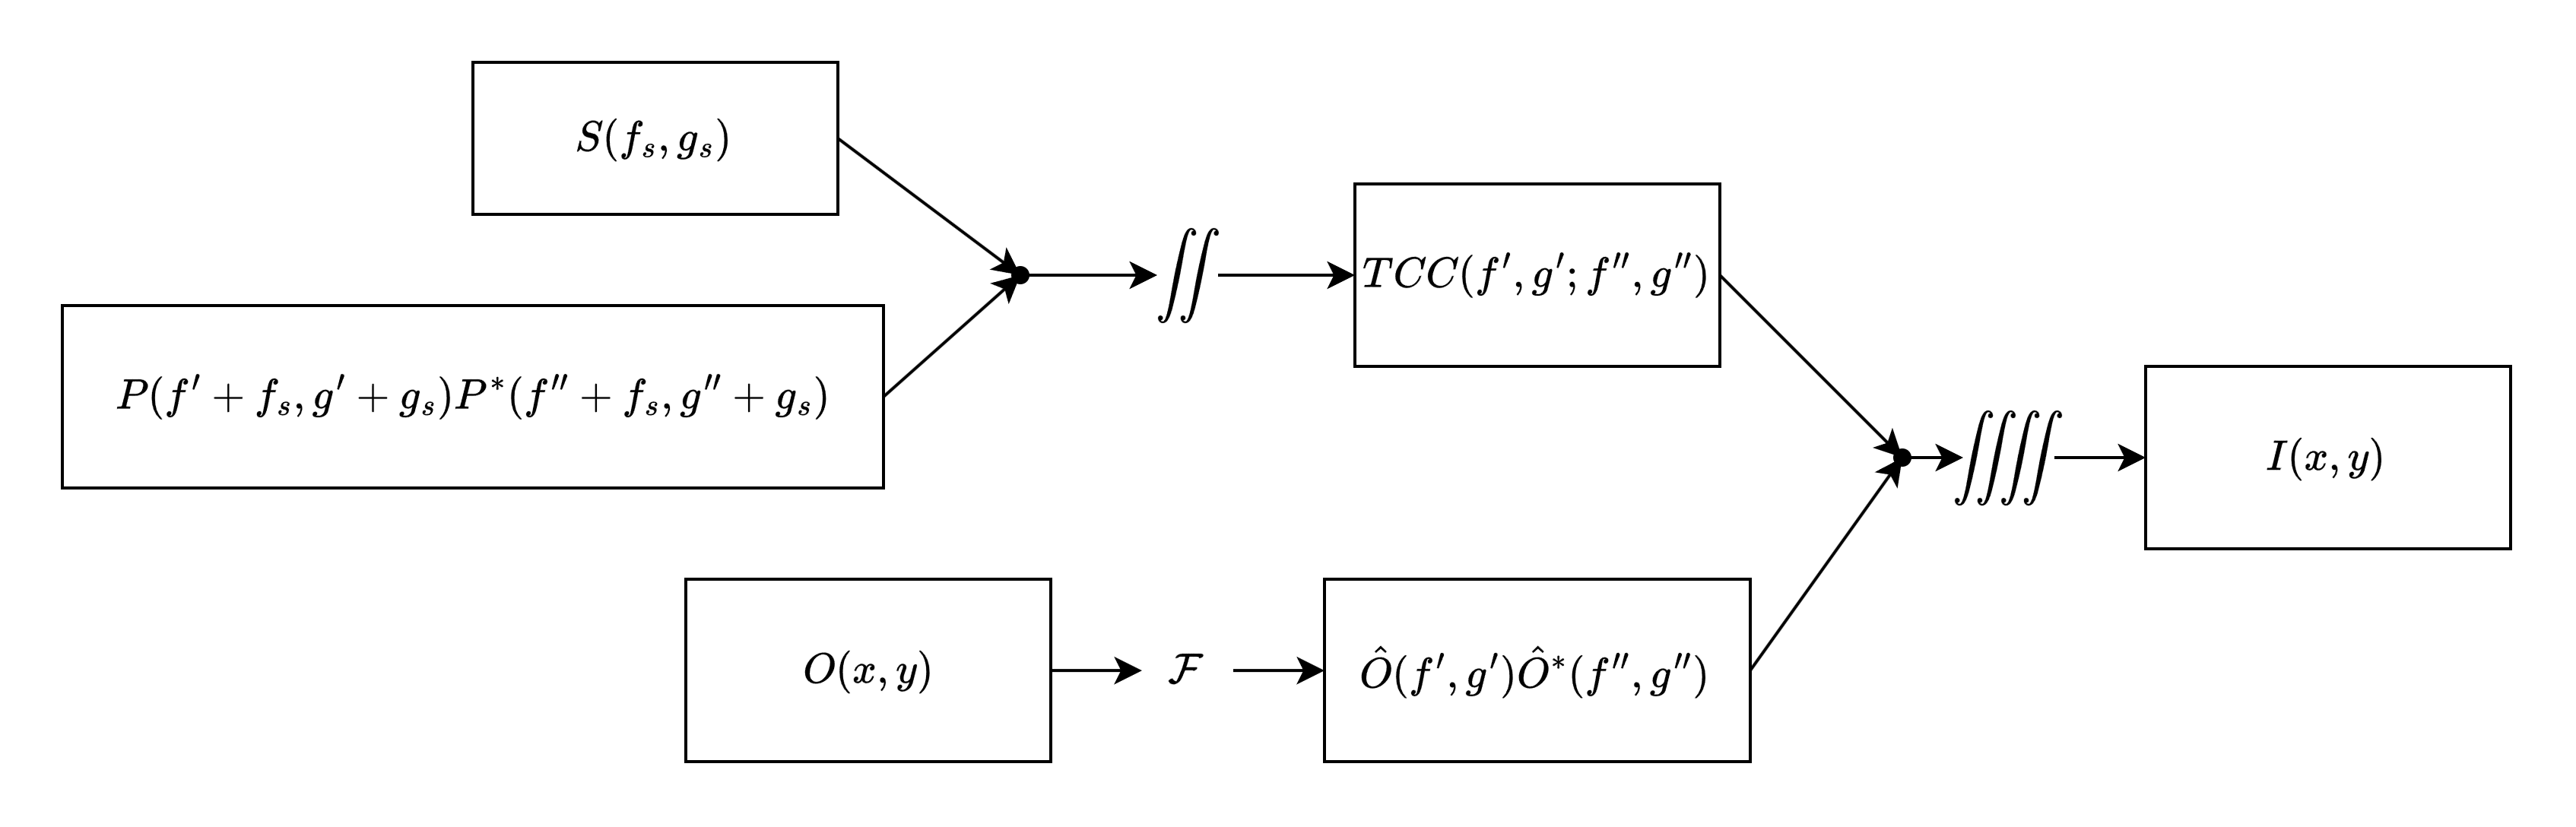 S(f_s, g_s)
P(f′ + f_s, g′ + g_s)P*(f″ + f_s, g″ + g_s)
∬
TCC(f′, g′; f″, g″)
O(x, y)
ℱ
Ô(f′, g′)Ô*(f″, g″)
⨌
I(x, y)